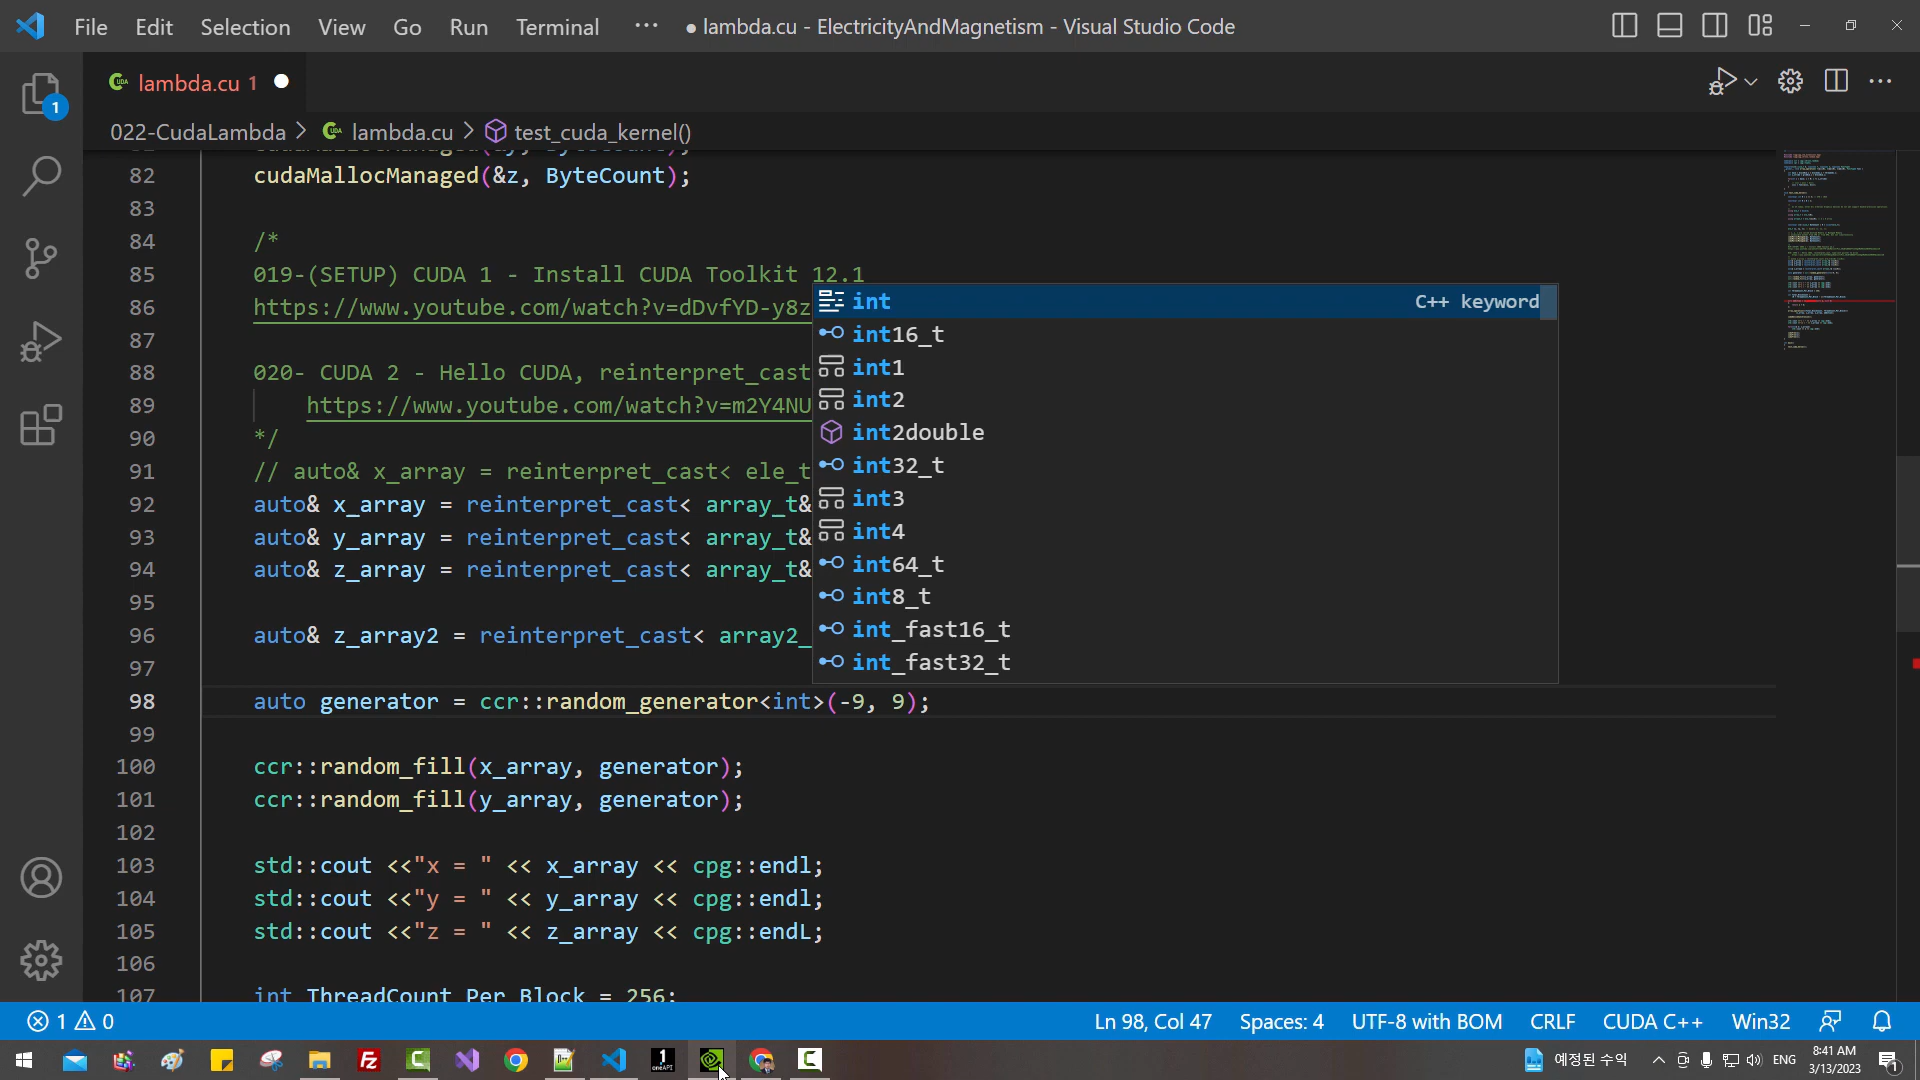 File Edit Selection View Go Run Terminal ··· ● lambda.cu - ElectricityAndMagnetism - Visual Studio Code
lambda.cu 1
022-CudaLambda > lambda.cu > test_cuda_kernel()
82 cudaMallocManaged(&z, ByteCount);
83
84 /*
85 019-(SETUP) CUDA 1 - Install CUDA Toolkit 12.1
86 https://www.youtube.com/watch?v=dDvfYD-y8z
87
88 020- CUDA 2 - Hello CUDA, reinterpret_cast
89 https://www.youtube.com/watch?v=m2Y4NU
90 */
91 // auto& x_array = reinterpret_cast< ele_t
92 auto& x_array = reinterpret_cast< array_t&
93 auto& y_array = reinterpret_cast< array_t&
94 auto& z_array = reinterpret_cast< array_t&
95
96 auto& z_array2 = reinterpret_cast< array2_
97
98 auto generator = ccr::random_generator<int>(-9, 9);
99
100 ccr::random_fill(x_array, generator);
101 ccr::random_fill(y_array, generator);
102
103 std::cout <<"x = " << x_array << cpg::endl;
104 std::cout <<"y = " << y_array << cpg::endl;
105 std::cout <<"z = " << z_array << cpg::endL;
106
107 int ThreadCount_Per_Block = 256;
int C++ keyword
int16_t
int1
int2
int2double
int32_t
int3
int4
int64_t
int8_t
int_fast16_t
int_fast32_t
1
1 0 Ln 98, Col 47 Spaces: 4 UTF-8 with BOM CRLF CUDA C++ Win32
예정된 수익 ENG 8:41 AM
3/13/2023
1
oneAPI